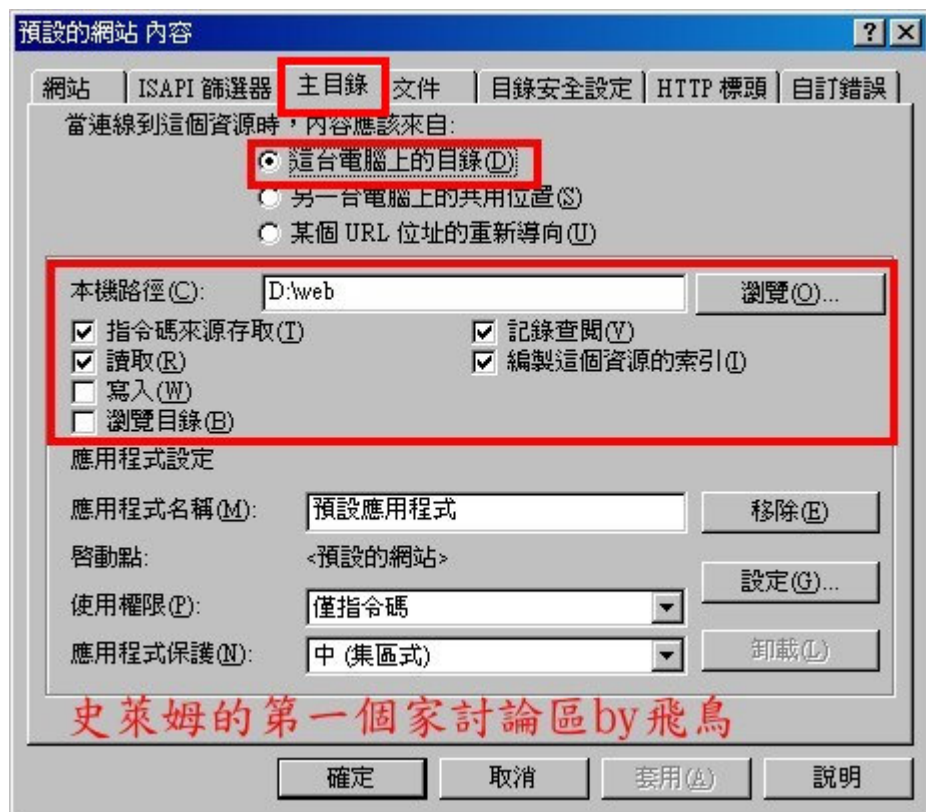 預設的網站 內容
網站 ISAPI 篩選器 主目錄 文件 目錄安全設定 HTTP 標頭 自訂錯誤
當連線到這個資源時，內容應該來自:
這台電腦上的目錄(D)
另一台電腦上的共用位置(S)
某個 URL 位址的重新導向(U)
本機路徑(C): D:\web 瀏覽(O)...
指令碼來源存取(T) 記錄查閱(V)
讀取(R) 編製這個資源的索引(I)
寫入(W)
瀏覽目錄(B)
應用程式設定
應用程式名稱(M): 預設應用程式 移除(E)
啓動點: <預設的網站>
設定(G)...
使用權限(P): 僅指令碼
應用程式保護(N): 中 (集區式) 卸載(L)
史萊姆的第一個家討論區by飛鳥
確定 取消 套用(A) 說明